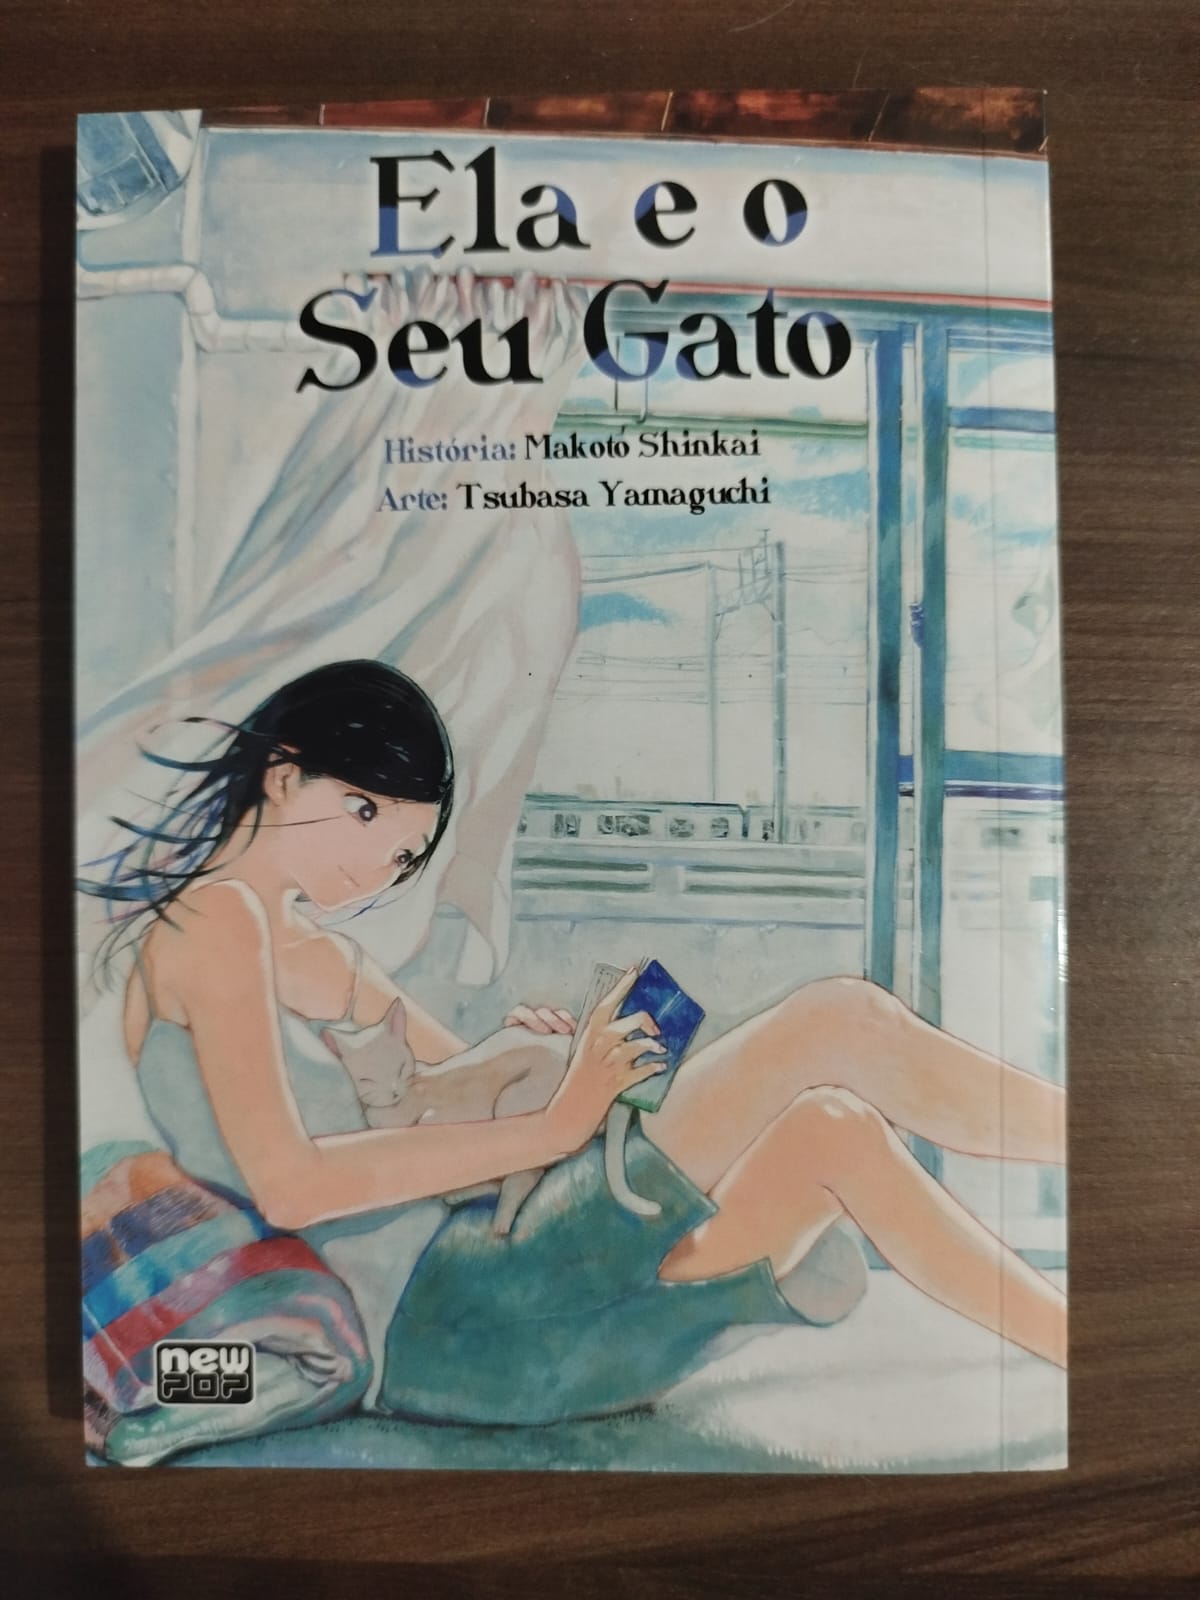 Ela e o
Seu Gato
História: Makoto Shinkai
Arte: Tsubasa Yamaguchi
new
POP